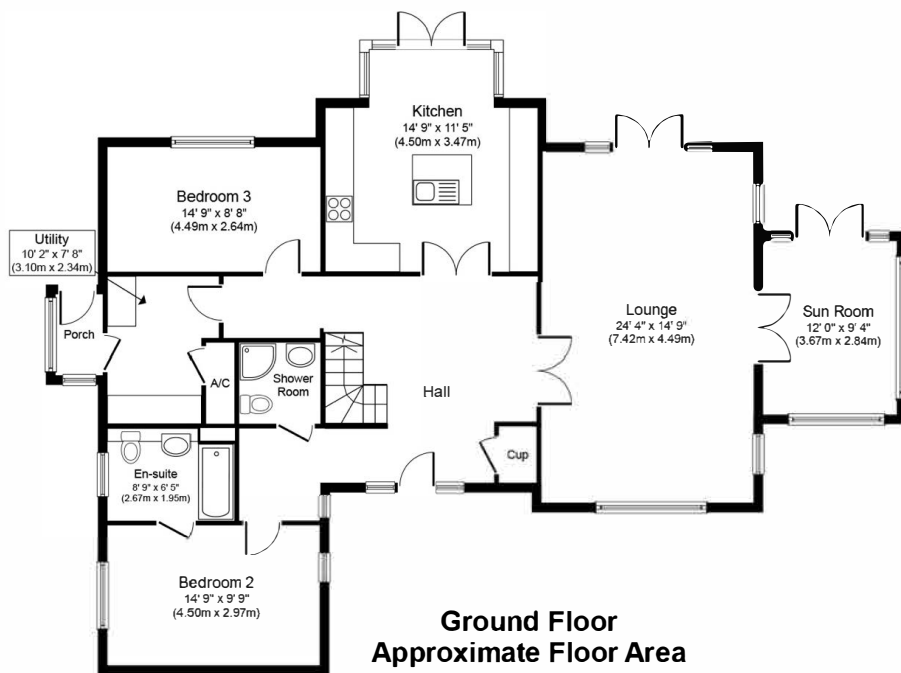 Kitchen
14' 9" x 11' 5"
(4.50m x 3.47m)
Bedroom 3
14' 9" x 8' 8"
(4.49m x 2.64m)
Utility
10' 2" x 7' 8"
(3.10m x 2.34m)
Porch
A/C
Shower
Room
Hall
Lounge
24' 4" x 14' 9"
(7.42m x 4.49m)
Sun Room
12' 0" x 9' 4"
(3.67m x 2.84m)
Cup
En-suite
8' 9" x 6' 5"
(2.67m x 1.95m)
Bedroom 2
14' 9" x 9' 9"
(4.50m x 2.97m)
Ground Floor
Approximate Floor Area